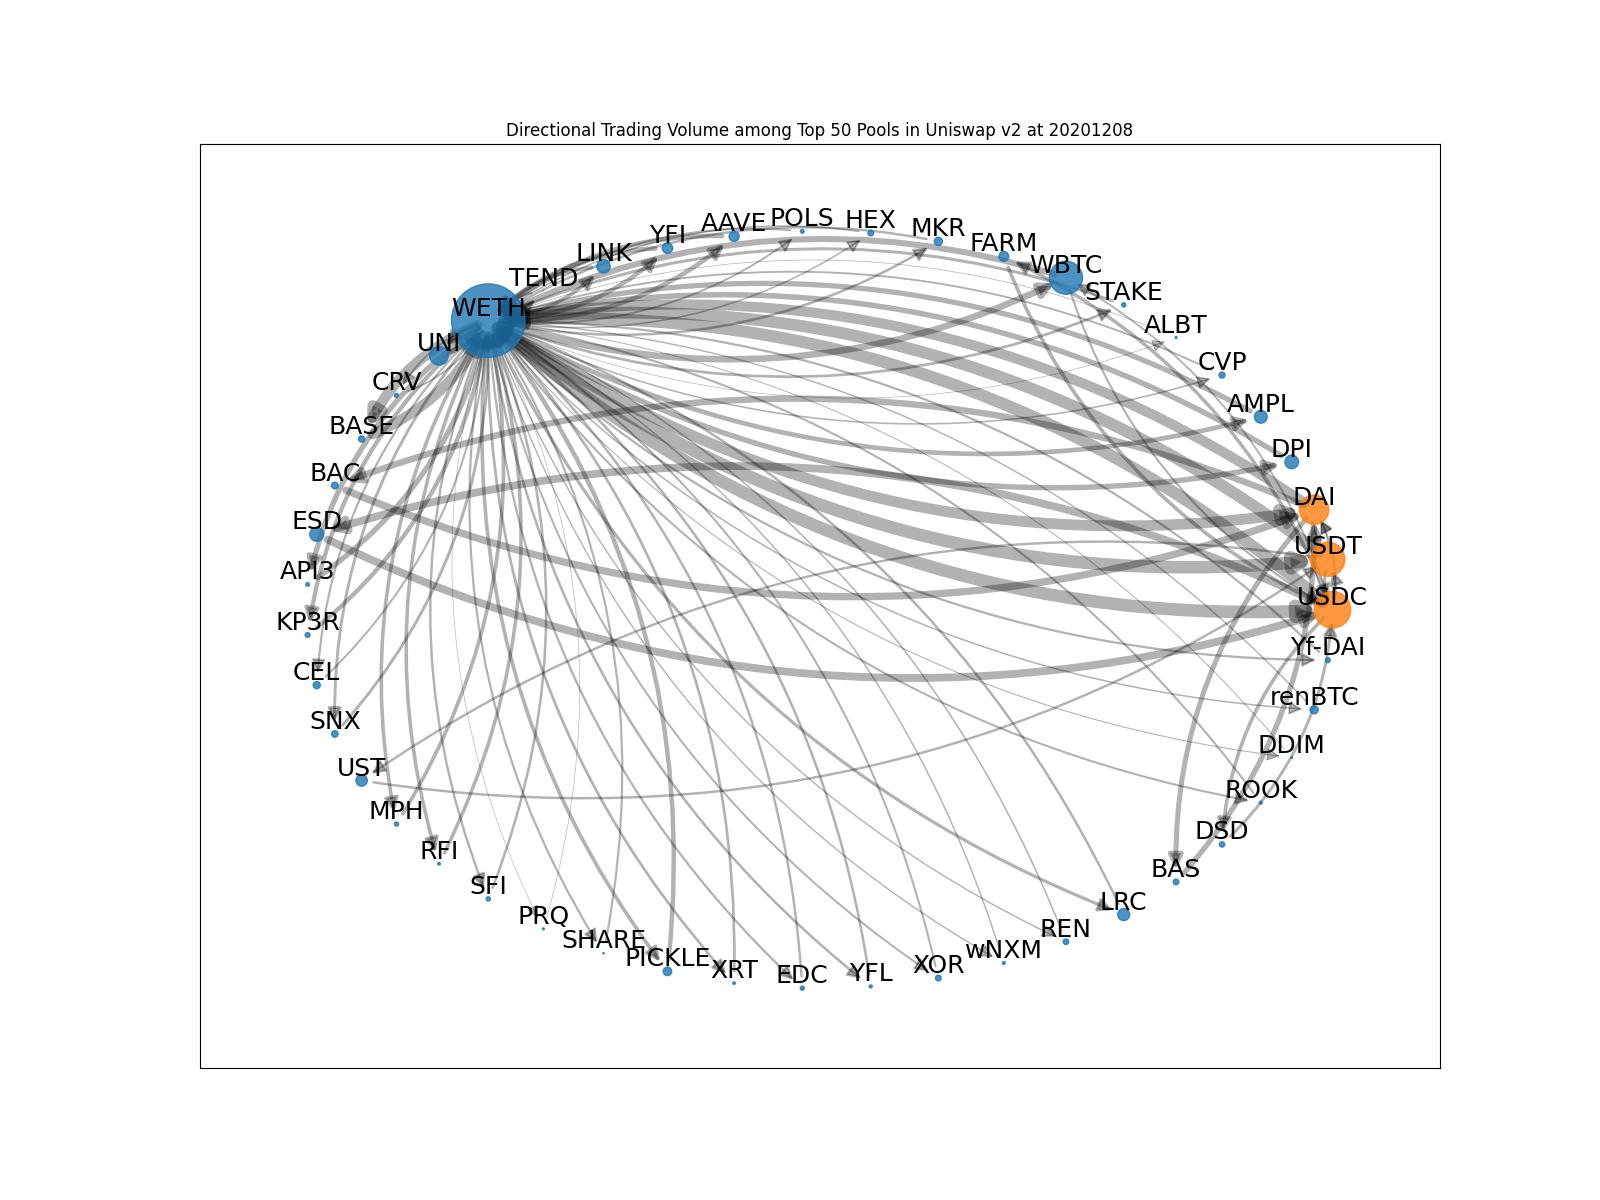 Directional Trading Volume among Top 50 Pools in Uniswap v2 at 20201208
POLS
HEX
AAVE
MKR
YFI
FARM
LINK
WBTC
TEND
STAKE
WETH
ALBT
UNI
CVP
CRV
AMPL
BASE
DPI
BAC
DAI
ESD
USDT
API3
USDC
KP3R
Yf-DAI
CEL
renBTC
SNX
DDIM
UST
ROOK
MPH
DSD
RFI
BAS
SFI
LRC
PRQ
REN
SHARE
wNXM
PICKLE
XOR
XRT
YFL
EDC